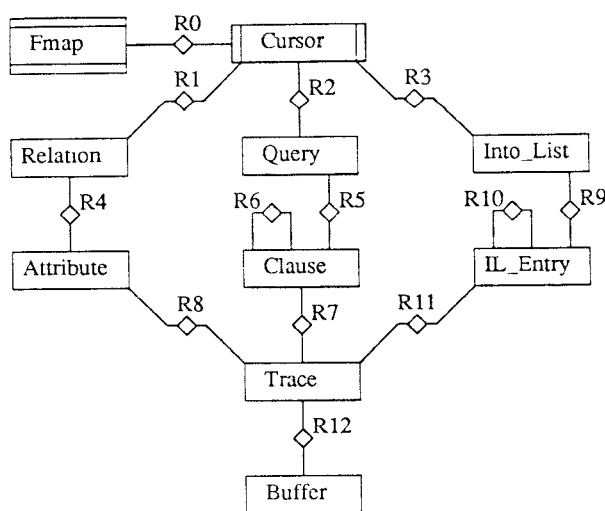 R0
Fmap
Cursor
R1
R2
R3
Relation
Query
Into_List
R4
R6
R5
R10
R9
Attribute
Clause
IL_Entry
R8
R7
R11
Trace
R12
Buffer